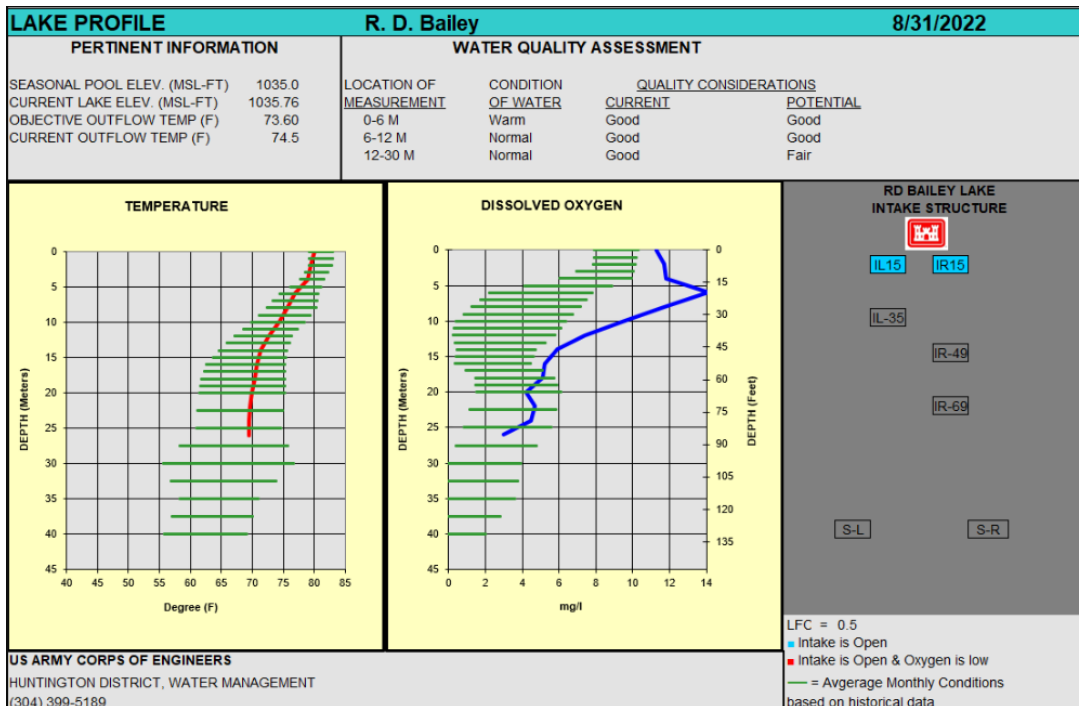 LAKE PROFILE R. D. Bailey 8/31/2022
PERTINENT INFORMATION
SEASONAL POOL ELEV. (MSL-FT) 1035.0
CURRENT LAKE ELEV. (MSL-FT) 1035.76
OBJECTIVE OUTFLOW TEMP (F) 73.60
CURRENT OUTFLOW TEMP (F) 74.5
WATER QUALITY ASSESSMENT
LOCATION OF CONDITION QUALITY CONSIDERATIONS
MEASUREMENT OF WATER CURRENT POTENTIAL
0-6 M Warm Good Good
6-12 M Normal Good Good
12-30 M Normal Good Fair
TEMPERATURE
DEPTH (Meters)
0
5
10
15
20
25
30
35
40
45
40 45 50 55 60 65 70 75 80 85
Degree (F)
DISSOLVED OXYGEN
DEPTH (Meters)
0
5
10
15
20
25
30
35
40
45
0 2 4 6 8 10 12 14
mg/l
0
15
30
45
60
75
90
105
120
135
DEPTH (Feet)
RD BAILEY LAKE
INTAKE STRUCTURE
IL15 IR15
IL-35
IR-49
IR-69
S-L S-R
LFC = 0.5
Intake is Open
Intake is Open & Oxygen is low
= Avgerage Monthly Conditions
based on historical data
US ARMY CORPS OF ENGINEERS
HUNTINGTON DISTRICT, WATER MANAGEMENT
(304) 399-5189